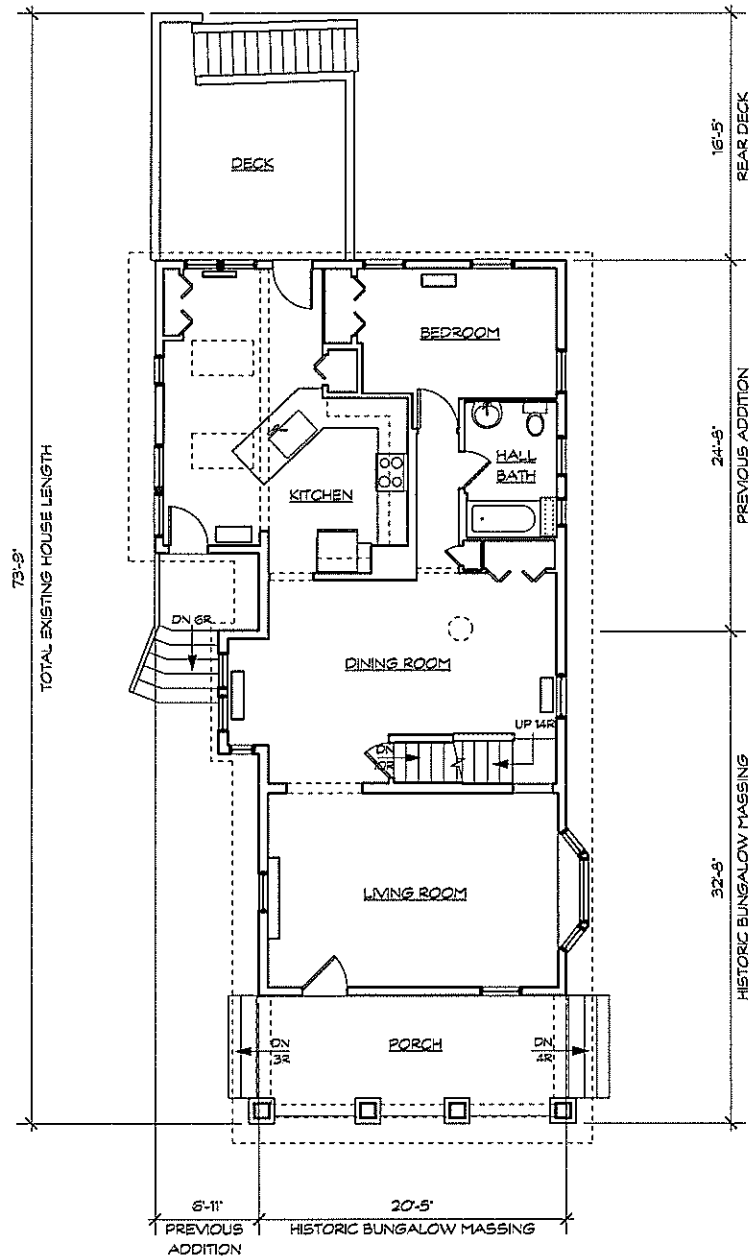 DECK
16'-5"
REAR DECK
BEDROOM
HALL
BATH
KITCHEN
24'-8"
PREVIOUS ADDITION
73'-9"
TOTAL EXISTING HOUSE LENGTH
DN 6R
DINING ROOM
UP 14R
DN
10R
LIVING ROOM
32'-8"
HISTORIC BUNGALOW MASSING
DN
3R
PORCH
DN
4R
6'-11"
PREVIOUS
ADDITION
20'-5"
HISTORIC BUNGALOW MASSING